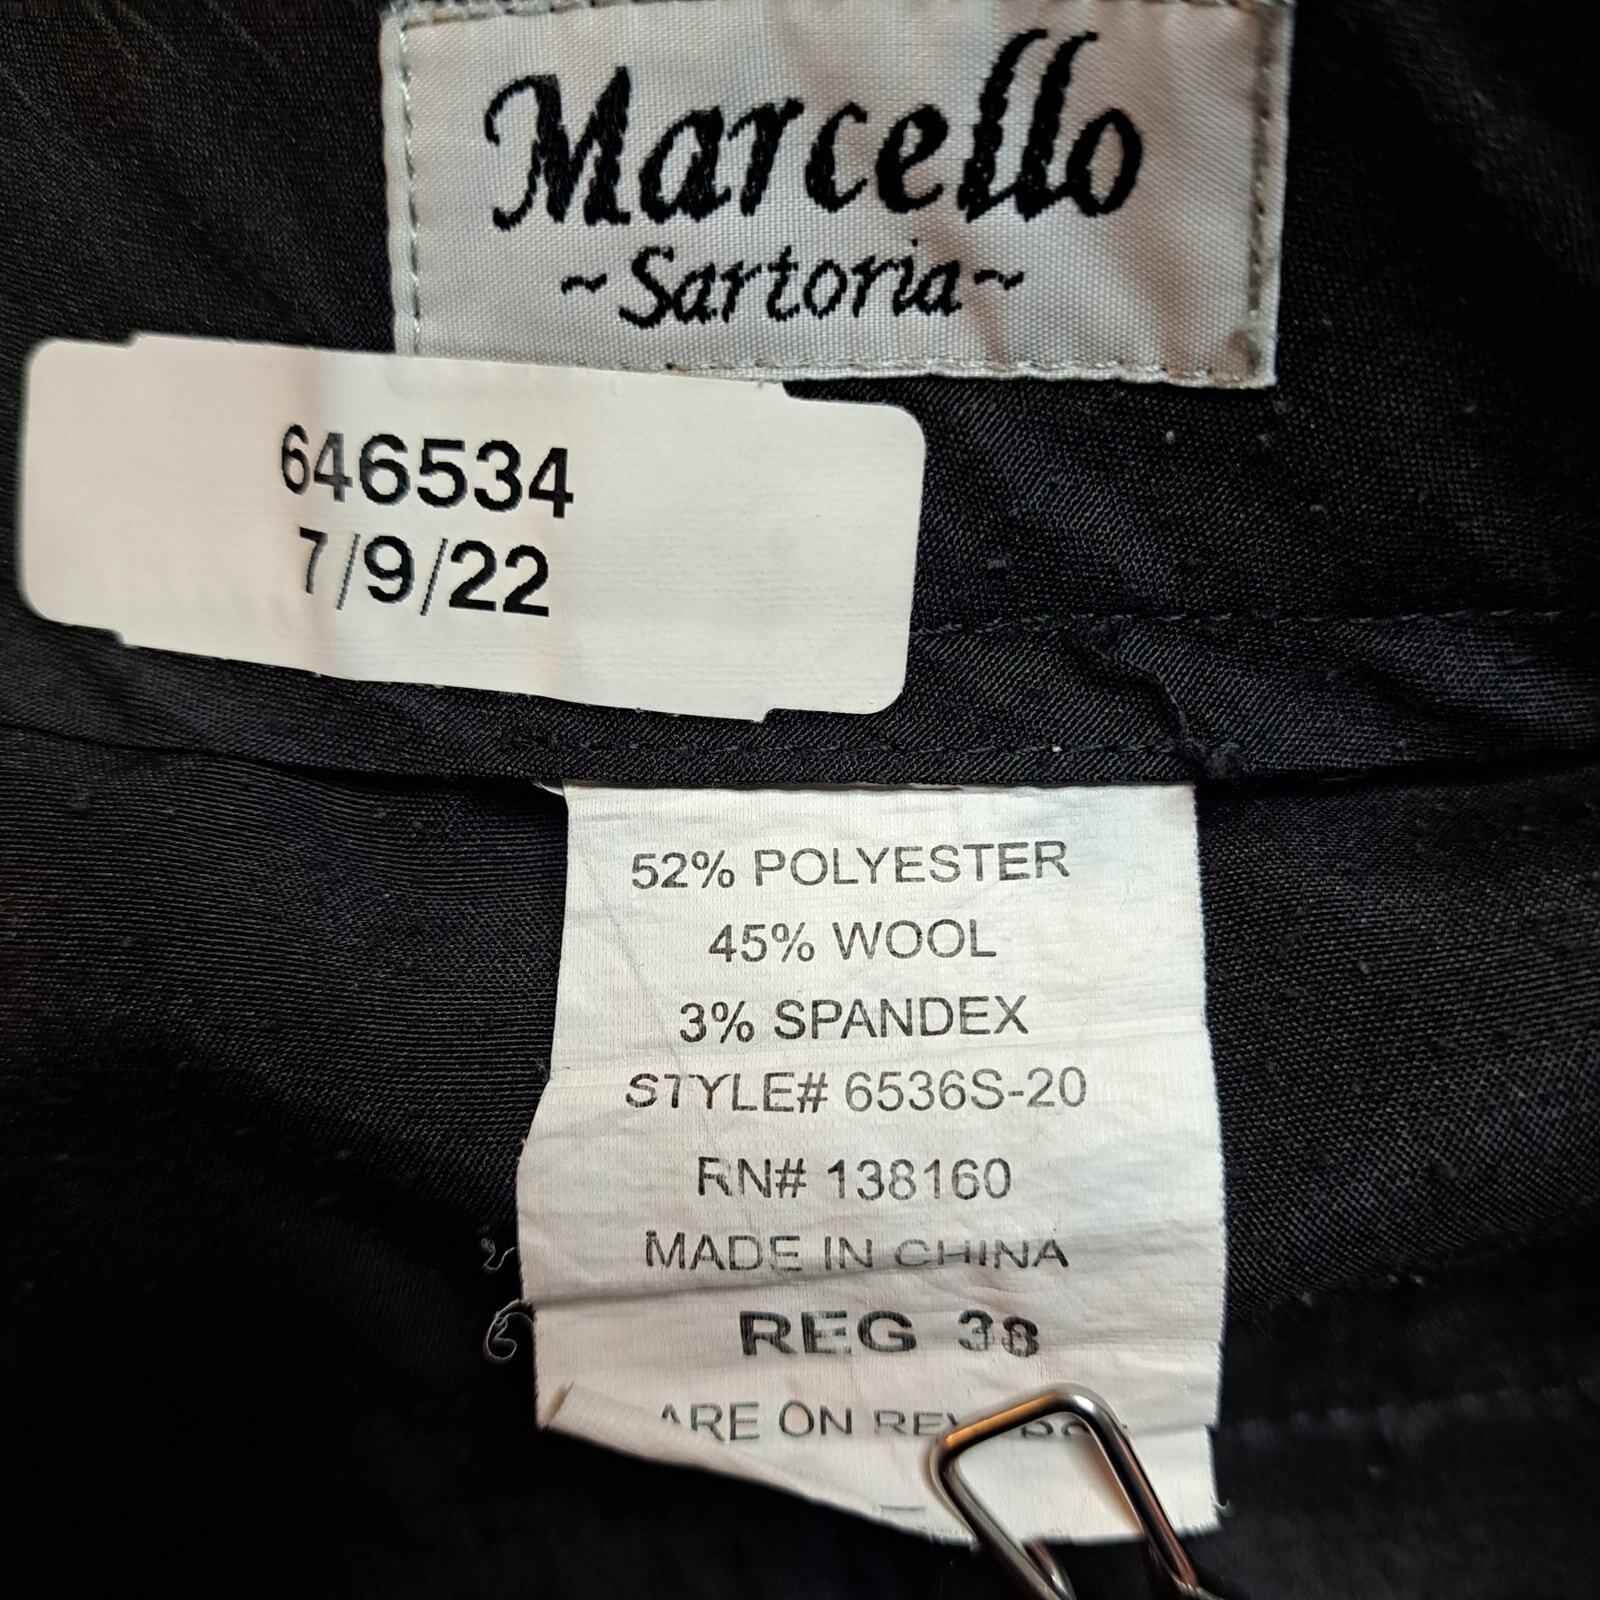 Marcello
~Sartoria~
646534
7/9/22
52% POLYESTER
45% WOOL
3% SPANDEX
STYLE# 6536S-20
RN# 138160
MADE IN CHINA
REG 38
ON